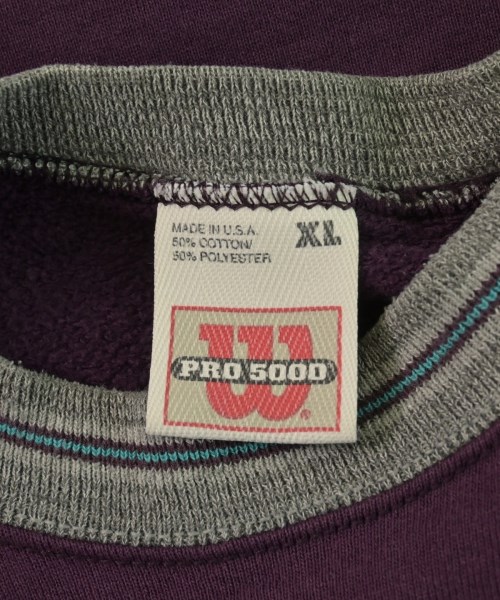 MADE IN U.S.A.
50% COTTON/
50% POLYESTER
XL
W
PRO 5000
®